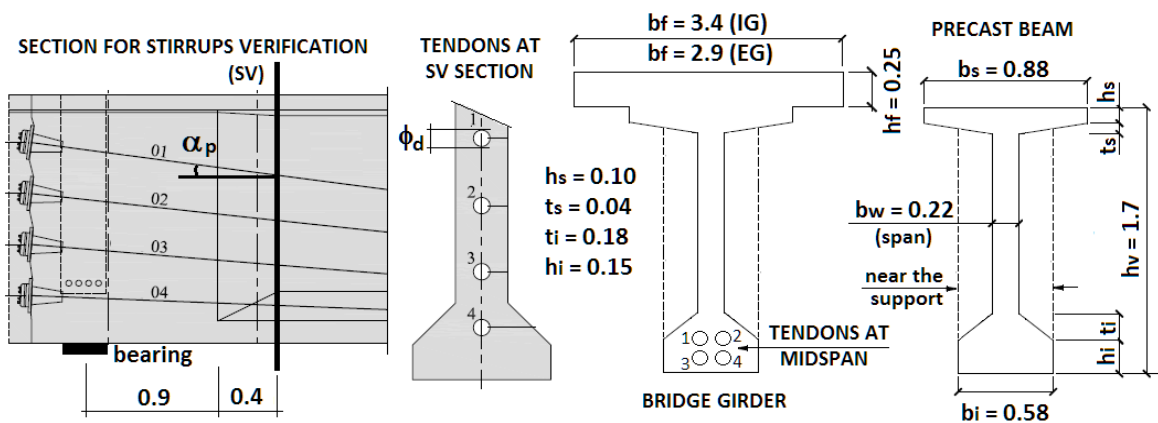 SECTION FOR STIRRUPS VERIFICATION
(SV)
01
αp
02
03
04
bearing
0.9
0.4
TENDONS AT
SV SECTION
1
ϕd
2
3
4
bf = 3.4 (IG)
bf = 2.9 (EG)
hf = 0.25
hs = 0.10
ts = 0.04
ti = 0.18
hi = 0.15
1
2
3
4
TENDONS AT
MIDSPAN
BRIDGE GIRDER
PRECAST BEAM
bs = 0.88
hs
ts
bw = 0.22
(span)
hv = 1.7
near the
support
ti
hi
bi = 0.58